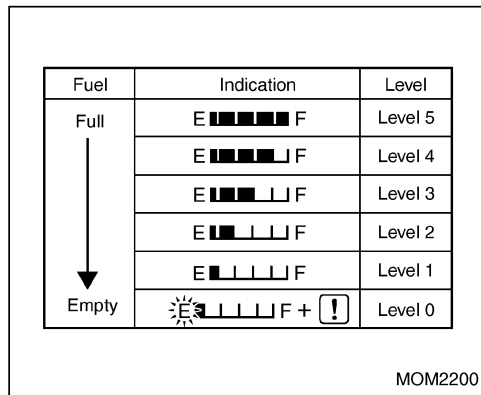 Fuel Indication Level
Full E F Level 5
E F Level 4
E F Level 3
E F Level 2
E F Level 1
Empty E F + ! Level 0
MOM2200